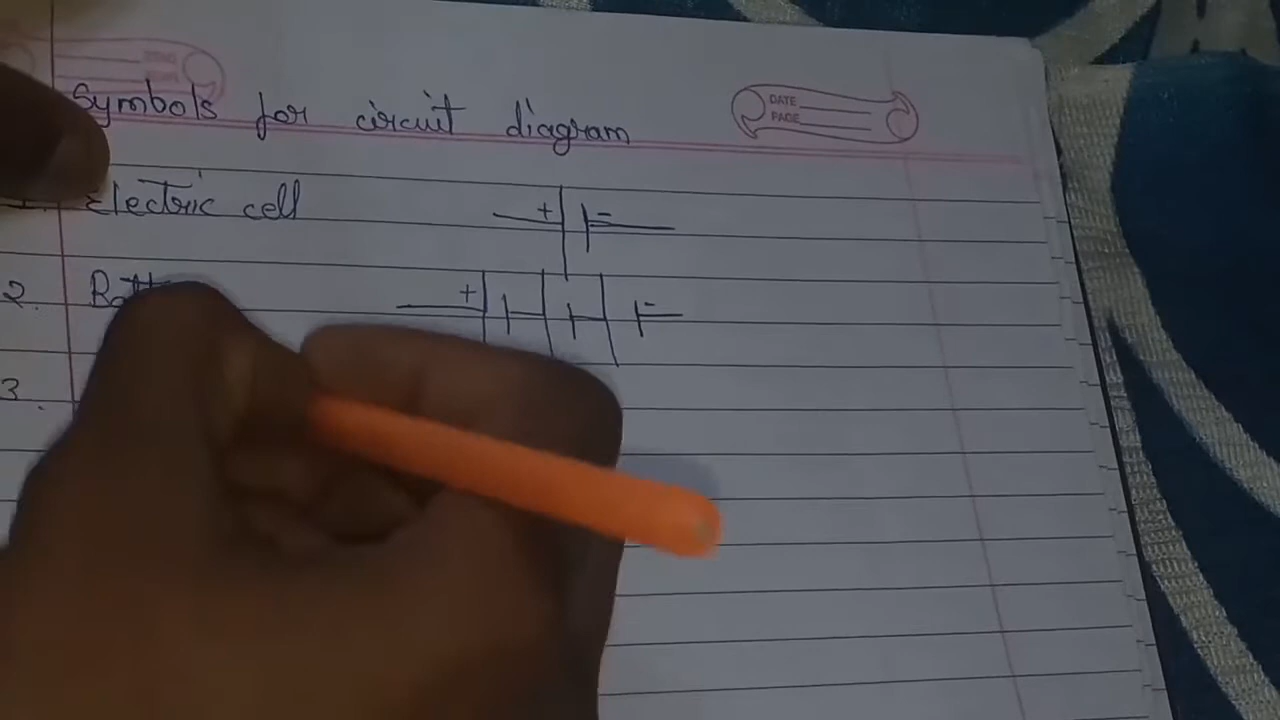 DATE
PAGE
Symbols for circuit diagram
Electric cell + -
2. + -
3.